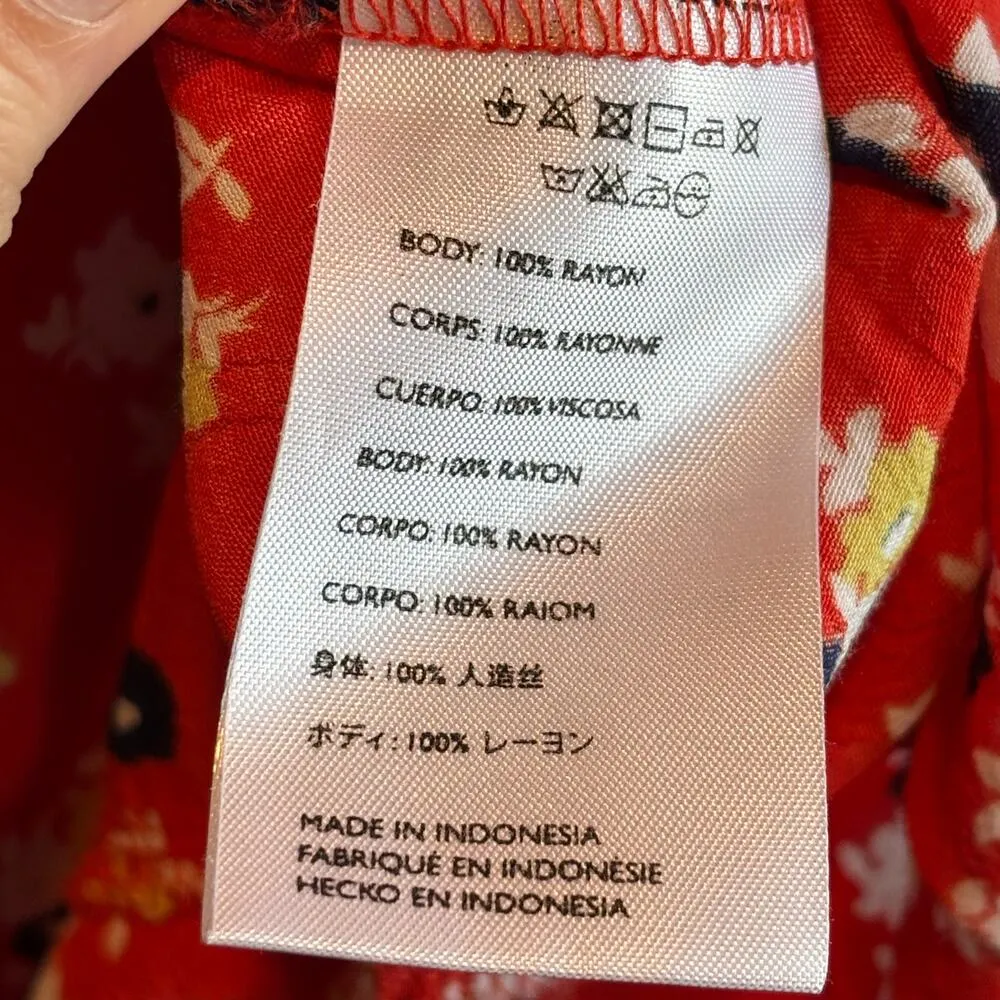 BODY: 100% RAYON
CORPS: 100% RAYONNE
CUERPO: 100% VISCOSA
BODY: 100% RAYON
CORPO: 100% RAYON
CORPO: 100% RAIOM
身体: 100% 人造丝
ボディ: 100% レーヨン
MADE IN INDONESIA
FABRIQUÉ EN INDONÉSIE
HECKO EN INDONESIA